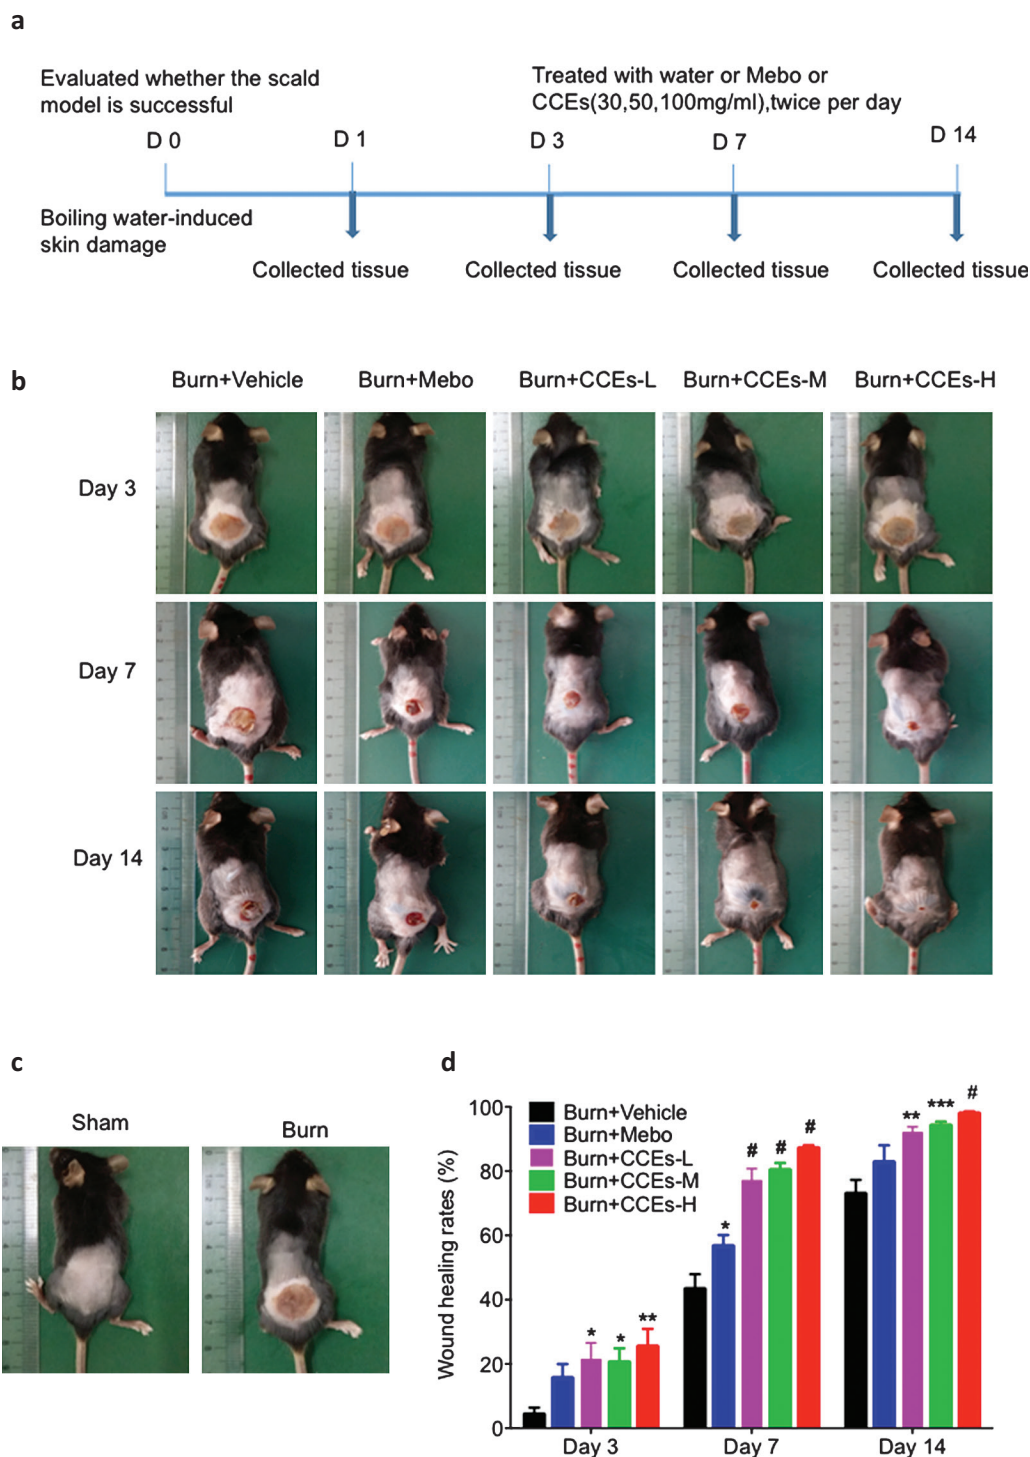 a
Evaluated whether the scald
model is successful
Treated with water or Mebo or
CCEs(30,50,100mg/ml),twice per day
D 0
D 1
D 3
D 7
D 14
Boiling water-induced
skin damage
Collected tissue
Collected tissue
Collected tissue
Collected tissue
b
Burn+Vehicle
Burn+Mebo
Burn+CCEs-L
Burn+CCEs-M
Burn+CCEs-H
Day 3
Day 7
Day 14
c
Sham
Burn
d
Wound healing rates (%)
100
80
60
40
20
0
Burn+Vehicle
Burn+Mebo
Burn+CCEs-L
Burn+CCEs-M
Burn+CCEs-H
*
*
**
*
#
#
#
**
***
#
Day 3
Day 7
Day 14